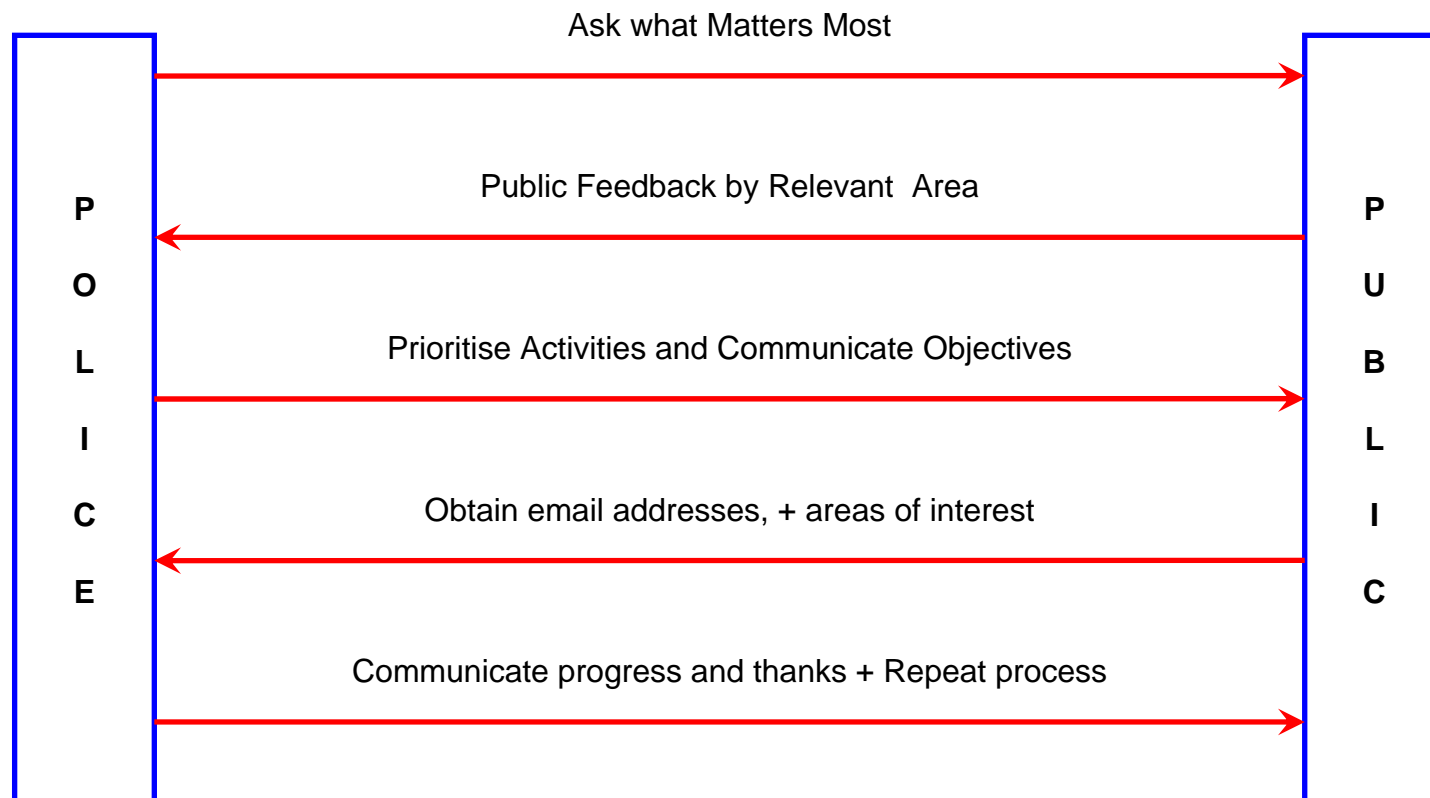 Ask what Matters Most
Public Feedback by Relevant  Area
Prioritise Activities and Communicate Objectives
Obtain email addresses, + areas of interest
Communicate progress and thanks + Repeat process
P
O
L
I
C
E
P
U
B
L
I
C